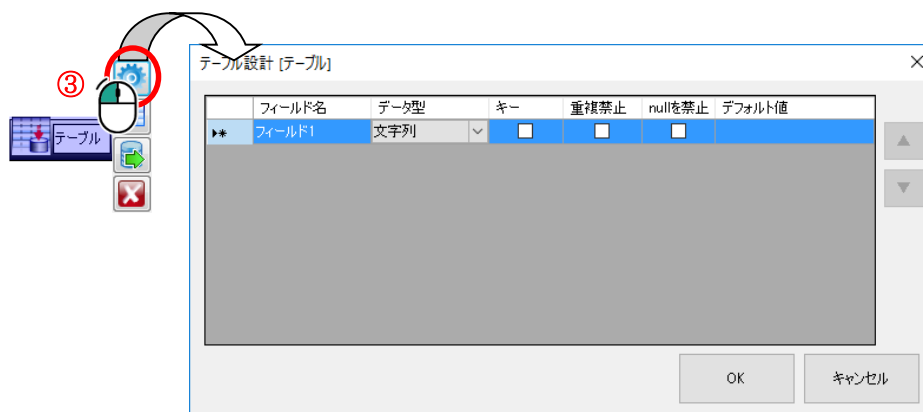 テーブル設計 [テーブル]
③
フィールド名 データ型 キー 重複禁止 nullを禁止 デフォルト値
フィールド1 文字列
テーブル
OK キャンセル